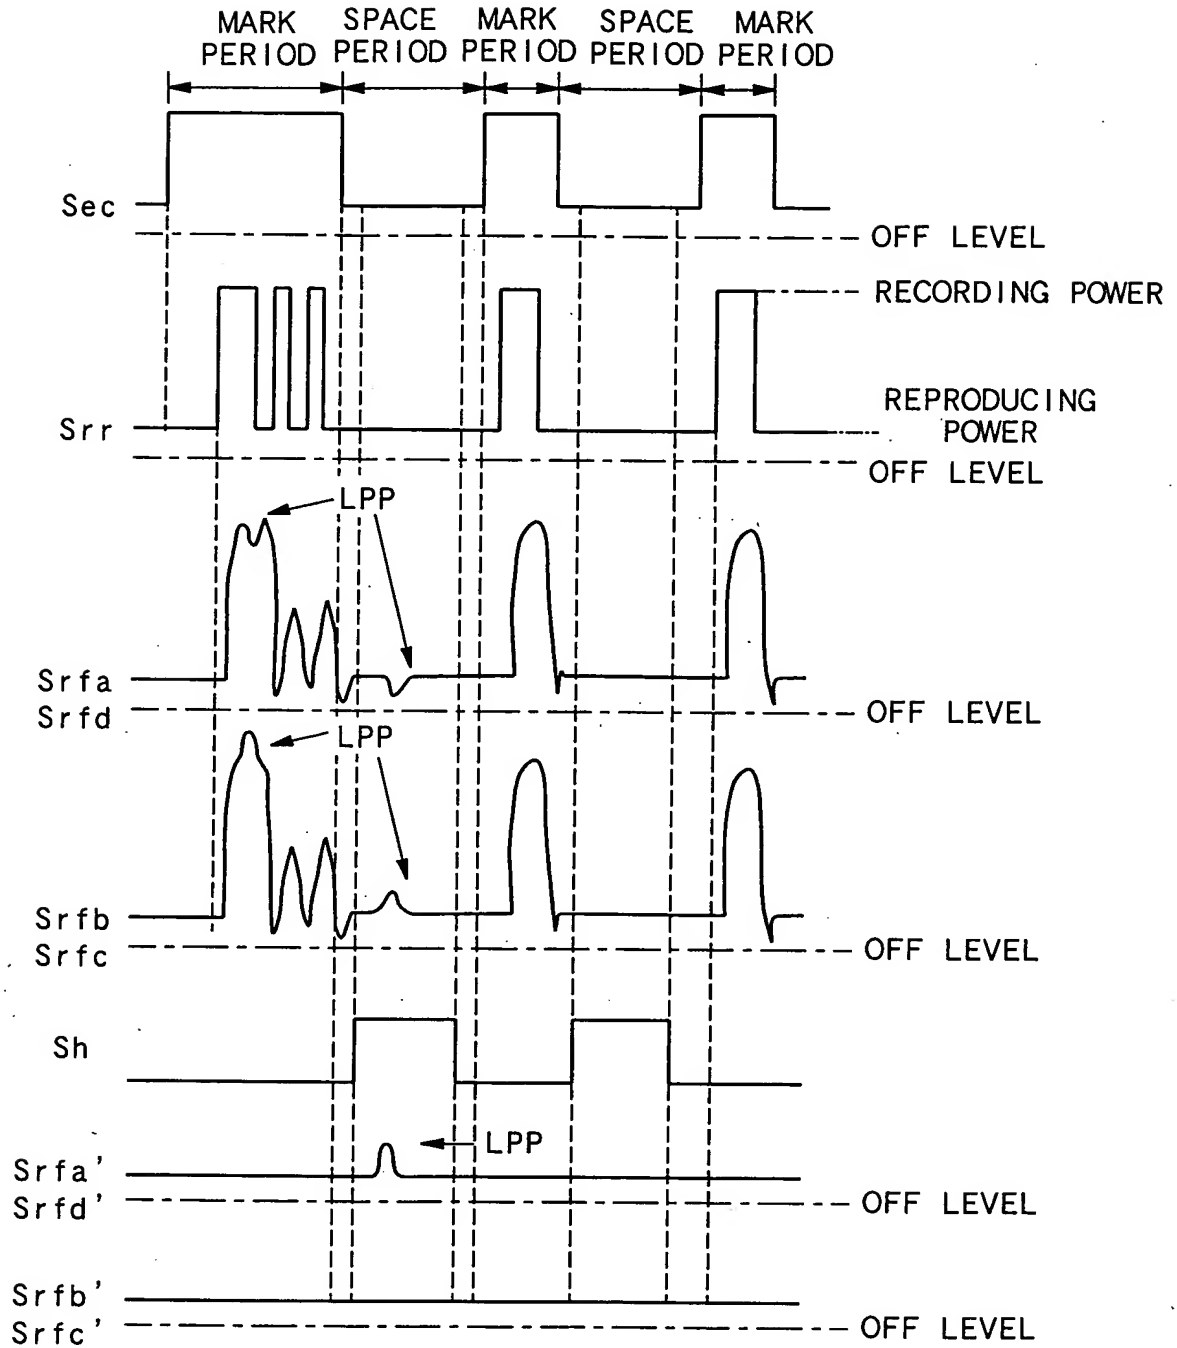 MARK PERIOD
SPACE PERIOD
MARK PERIOD
SPACE PERIOD
MARK PERIOD
Sec
OFF LEVEL
RECORDING POWER
Srr
REPRODUCING POWER
OFF LEVEL
LPP
Srfa
Srfd
OFF LEVEL
LPP
Srfb
Srfc
OFF LEVEL
Sh
LPP
Srfa'
Srfd'
OFF LEVEL
Srfb'
Srfc'
OFF LEVEL